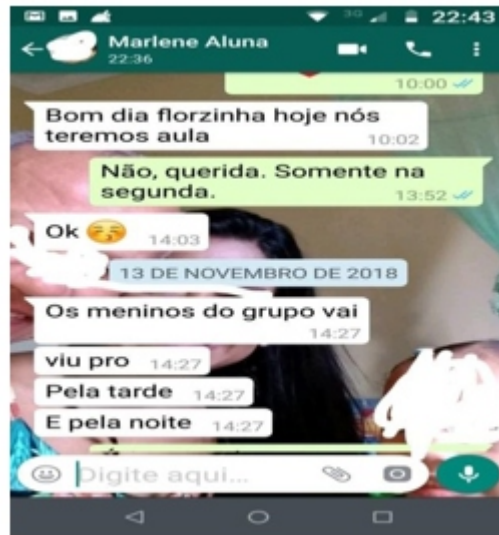 3G 22:43
Marlene Aluna
22:36
10:00
Bom dia florzinha hoje nós
teremos aula
10:02
Não, querida. Somente na
segunda.
13:52
Ok
14:03
13 DE NOVEMBRO DE 2018
Os meninos do grupo vai
14:27
viu pro 14:27
Pela tarde 14:27
E pela noite 14:27
Digite aqui...